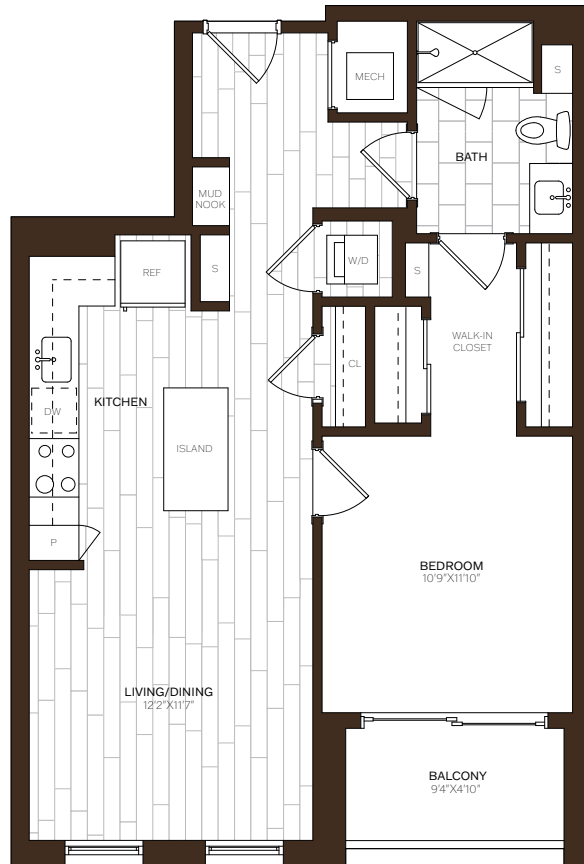 MECH
S
BATH
MUD
NOOK
S
REF
W/D
S
WALK-IN
CLOSET
CL
KITCHEN
DW
ISLAND
P
BEDROOM
10'9"X11'10"
LIVING/DINING
12'2"X11'7"
BALCONY
9'4"X4'10"